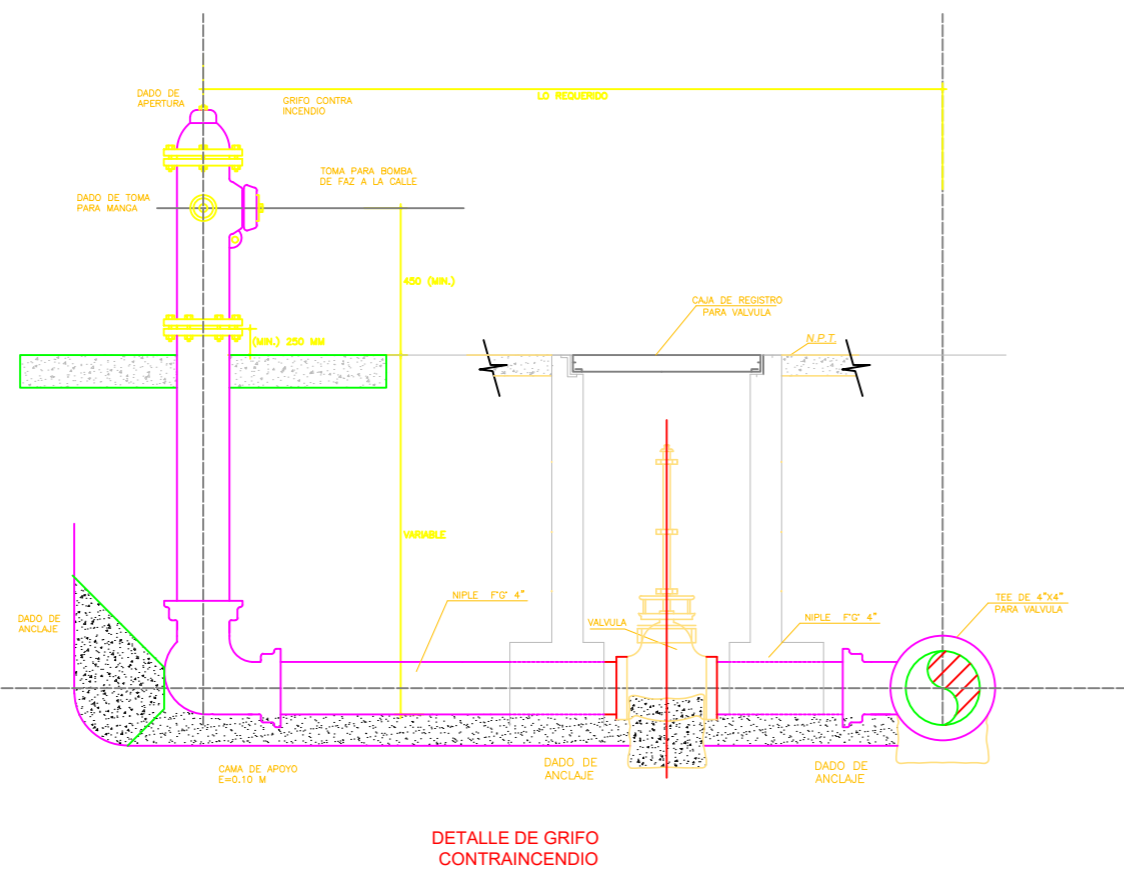 LO REQUERIDO
DADO DE
APERTURA
GRIFO CONTRA
INCENDIO
TOMA PARA BOMBA
DE FAZ A LA CALLE
DADO DE TOMA
PARA MANGA
450 (MIN.)
CAJA DE REGISTRO
PARA VALVULA
(MIN.) 250 MM
N.P.T.
VARIABLE
NIPLE F'G' 4"
VALVULA
NIPLE F'G' 4"
TEE DE 4"X4"
PARA VALVULA
DADO DE
ANCLAJE
CAMA DE APOYO
E=0.10 M
DADO DE
ANCLAJE
DADO DE
ANCLAJE
DETALLE DE GRIFO
CONTRAINCENDIO